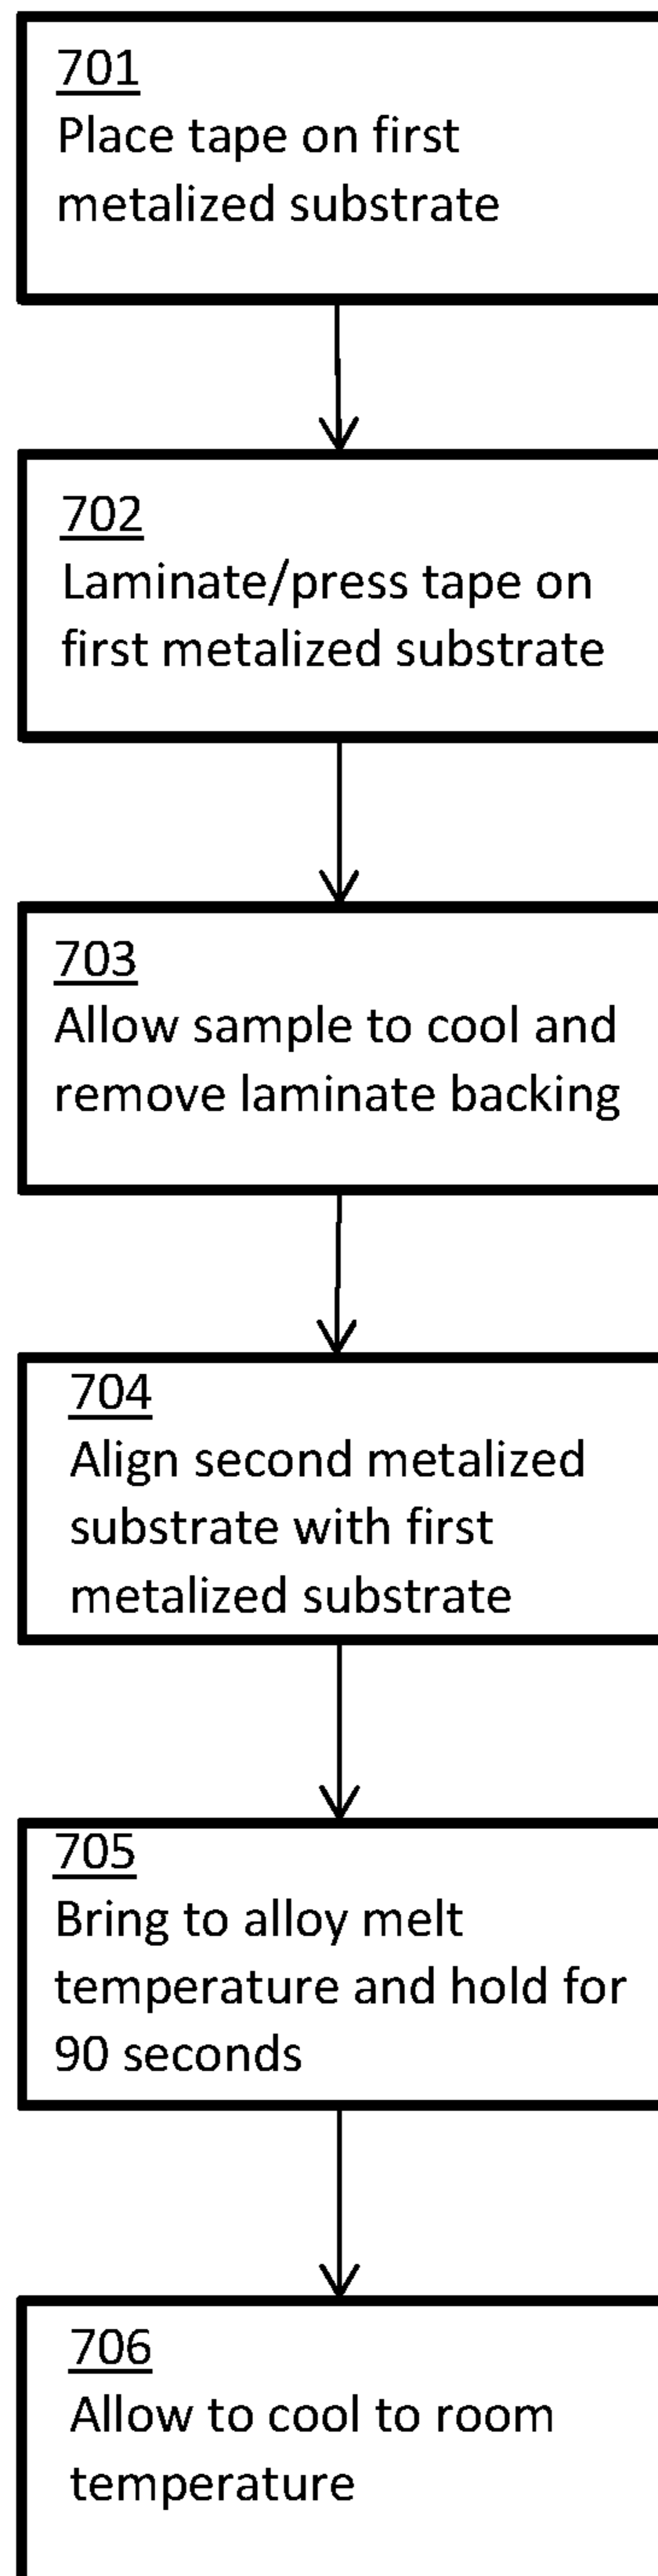 701
Place tape on first
metalized substrate
702
Laminate/press tape on
first metalized substrate
703
Allow sample to cool and
remove laminate backing
704
Align second metalized
substrate with first
metalized substrate
705
Bring to alloy melt
temperature and hold for
90 seconds
706
Allow to cool to room
temperature